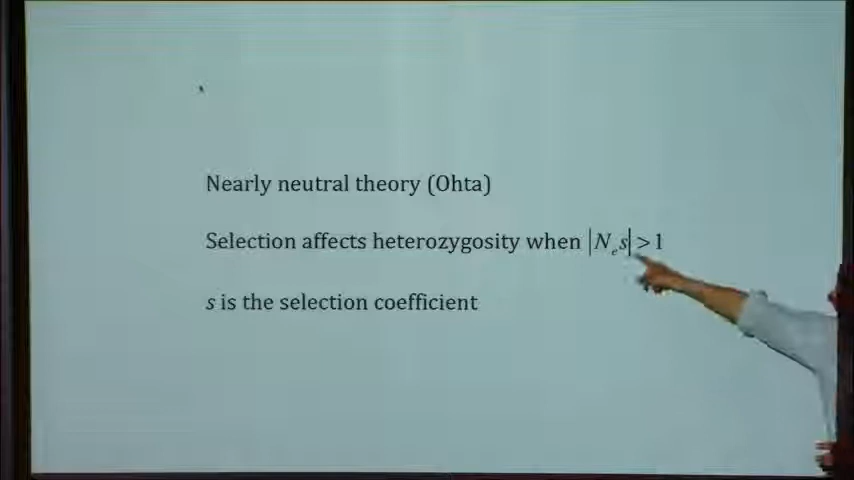 Nearly neutral theory (Ohta)
Selection affects heterozygosity when |Nₑs| > 1
s is the selection coefficient